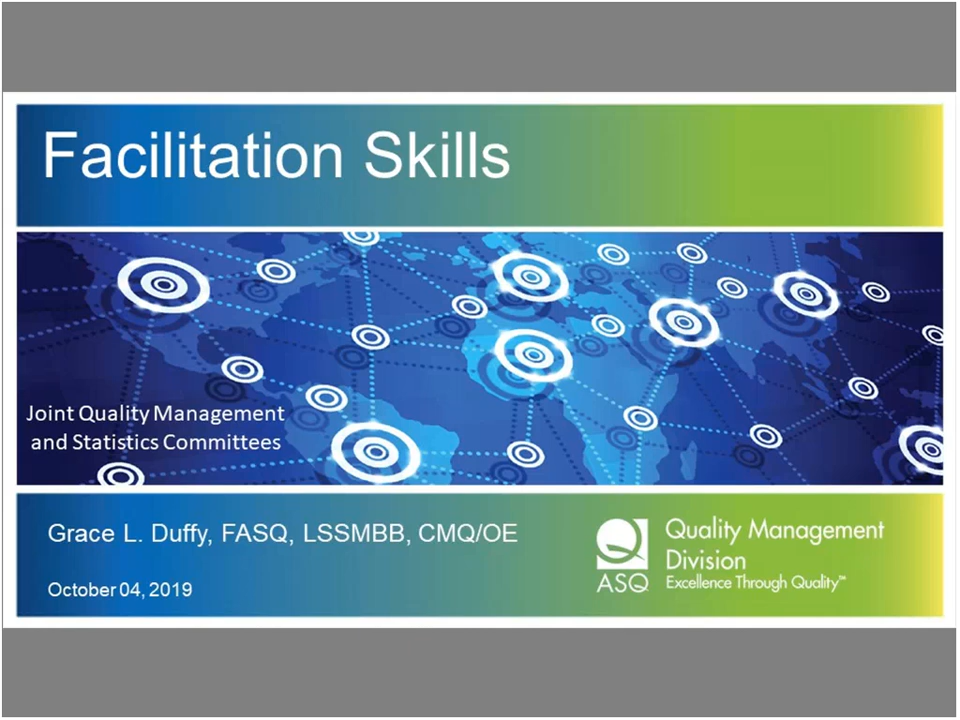 Facilitation Skills
Joint Quality Management
and Statistics Committees
Grace L. Duffy, FASQ, LSSMBB, CMQ/OE
October 04, 2019
ASQ
Quality Management
Division
Excellence Through Quality™